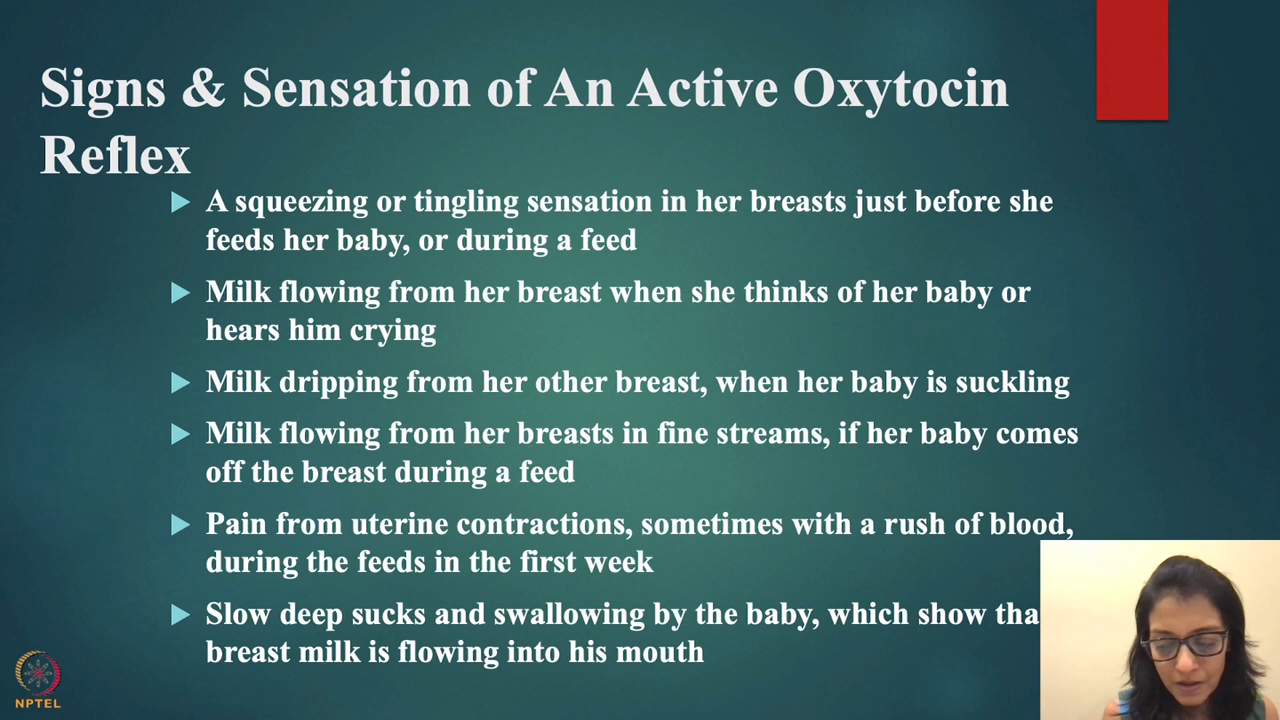 Signs & Sensation of An Active Oxytocin
Reflex
A squeezing or tingling sensation in her breasts just before she
feeds her baby, or during a feed
Milk flowing from her breast when she thinks of her baby or
hears him crying
Milk dripping from her other breast, when her baby is suckling
Milk flowing from her breasts in fine streams, if her baby comes
off the breast during a feed
Pain from uterine contractions, sometimes with a rush of blood,
during the feeds in the first week
Slow deep sucks and swallowing by the baby, which show tha
breast milk is flowing into his mouth
NPTEL